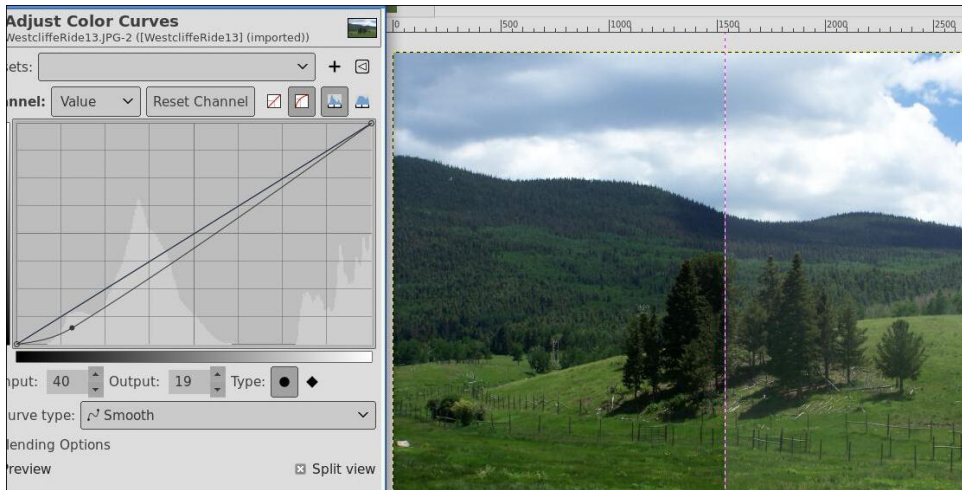 Adjust Color Curves
WestcliffeRide13.JPG-2 ([WestcliffeRide13] (imported))
ets:
nnel: Value Reset Channel
nput: 40 Output: 19 Type:
urve type: Smooth
lending Options
review Split view
0 500 1000 1500 2000 2500